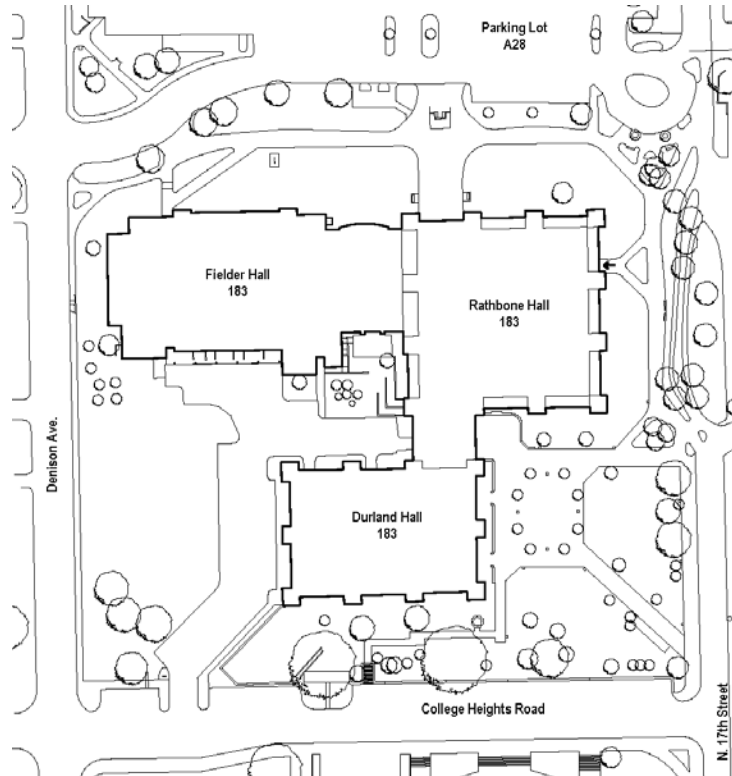 Parking Lot
A28
Fielder Hall
183
Rathbone Hall
183
Denison Ave.
Durland Hall
183
College Heights Road
N. 17th Street